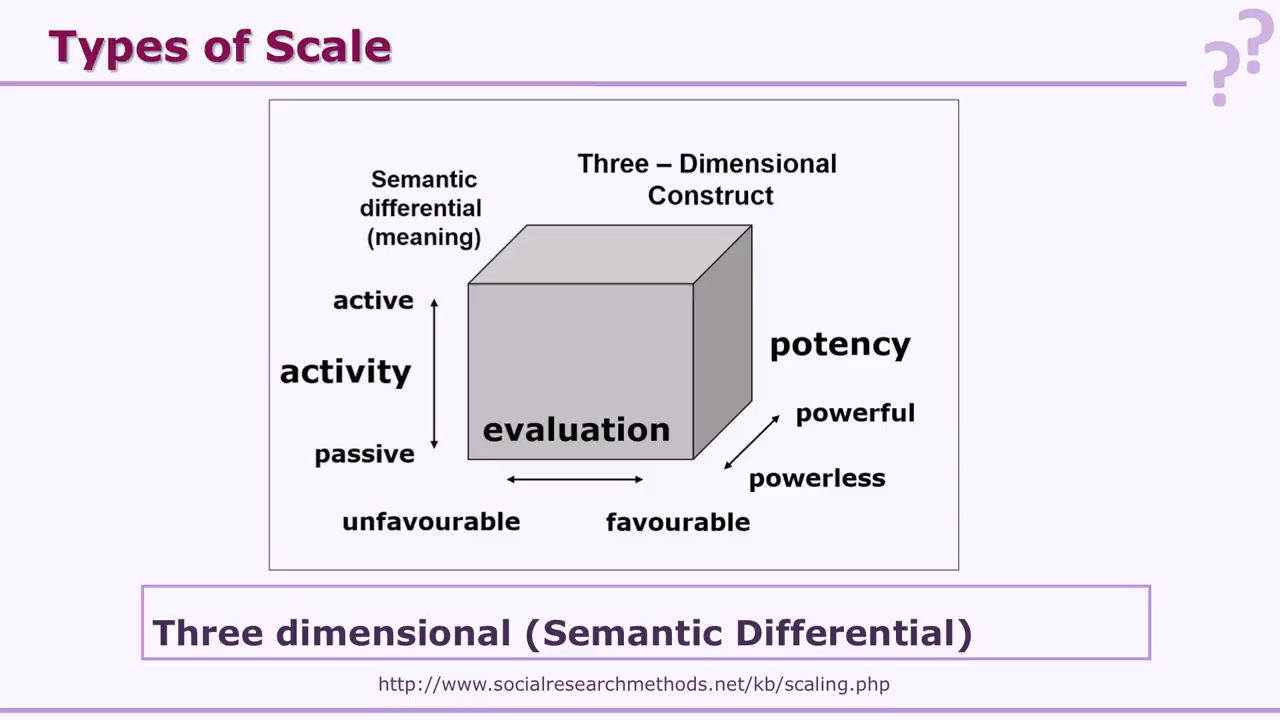 Types of Scale
??
Three – Dimensional
Construct
Semantic
differential
(meaning)
active
activity
passive
evaluation
potency
powerful
powerless
unfavourable
favourable
Three dimensional (Semantic Differential)
http://www.socialresearchmethods.net/kb/scaling.php